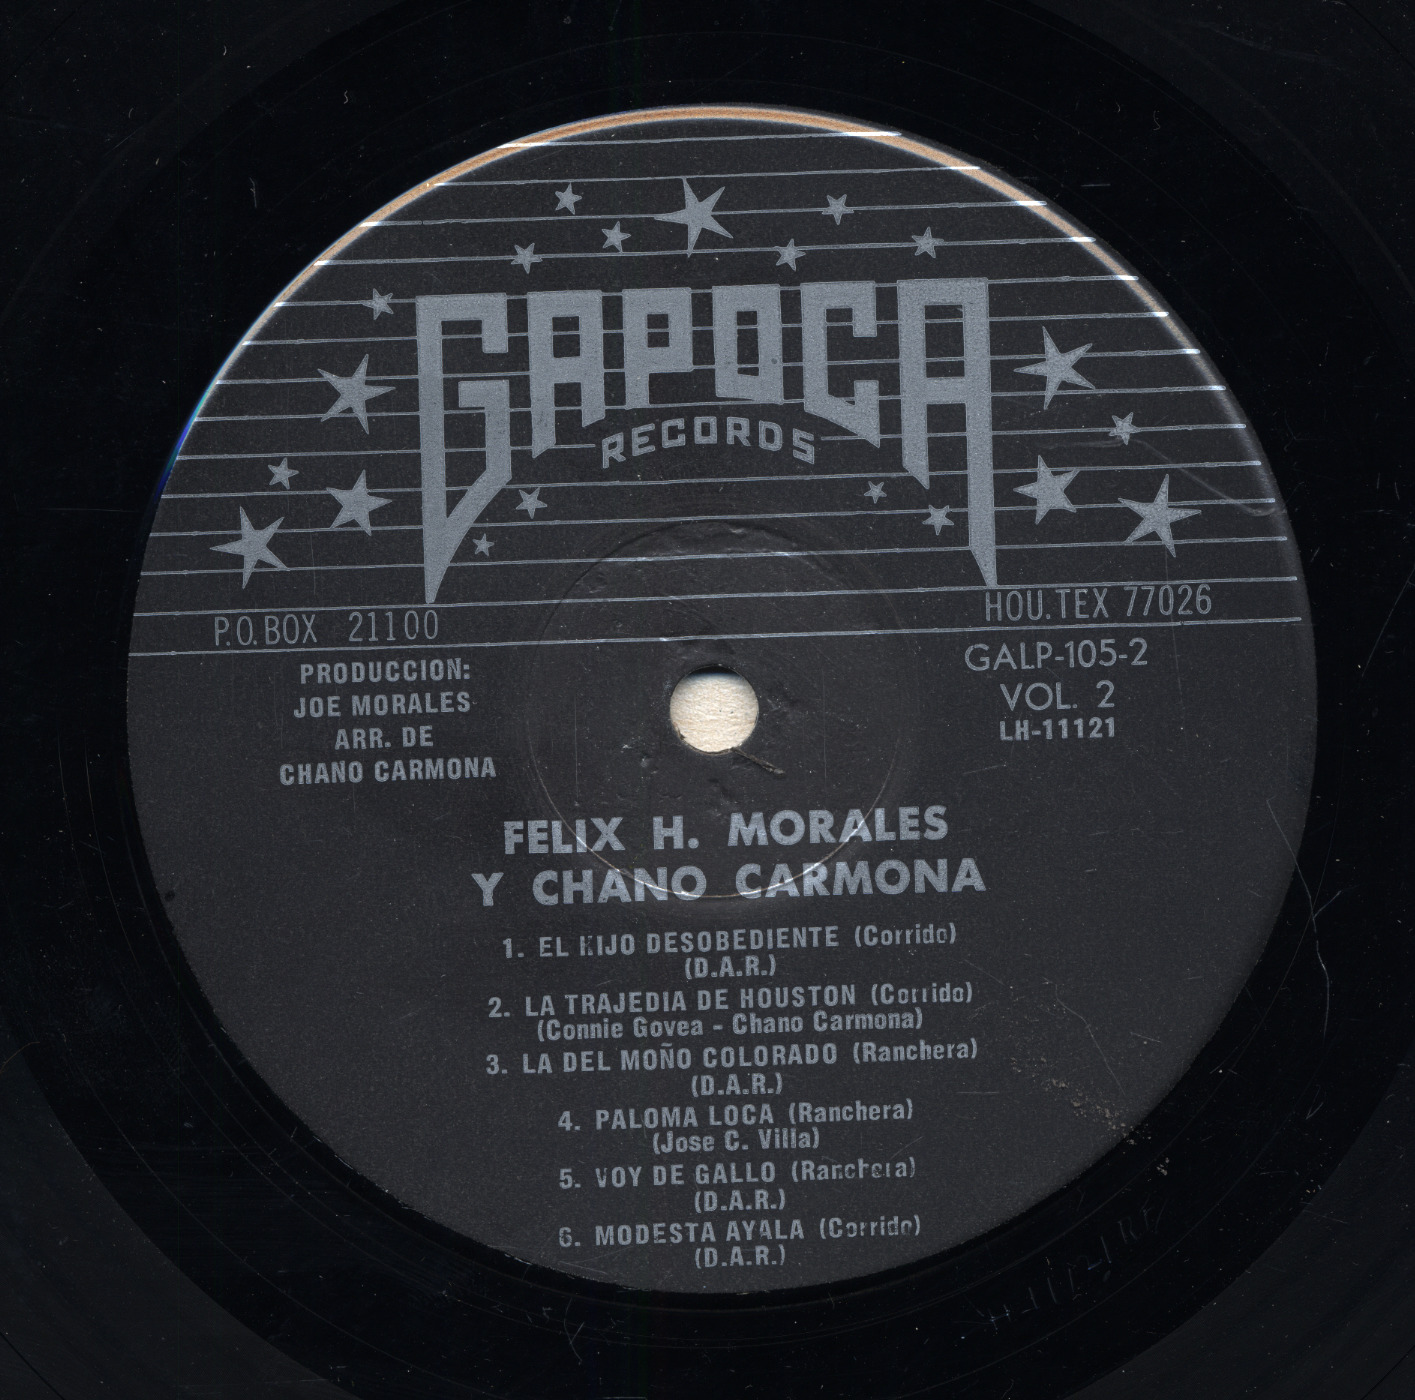 GAPOCA
RECORDS
P.O. BOX 21100
HOU. TEX 77026
PRODUCCION:
JOE MORALES
ARR. DE
CHANO CARMONA
GALP-105-2
VOL. 2
LH-11121
FELIX H. MORALES
Y CHANO CARMONA
1. EL HIJO DESOBEDIENTE (Corrido)
(D.A.R.)
2. LA TRAJEDIA DE HOUSTON (Corrido)
(Connie Govea - Chano Carmona)
3. LA DEL MOÑO COLORADO (Ranchera)
(D.A.R.)
4. PALOMA LOCA (Ranchera)
(Jose C. Villa)
5. VOY DE GALLO (Ranchera)
(D.A.R.)
6. MODESTA AYALA (Corrido)
(D.A.R.)